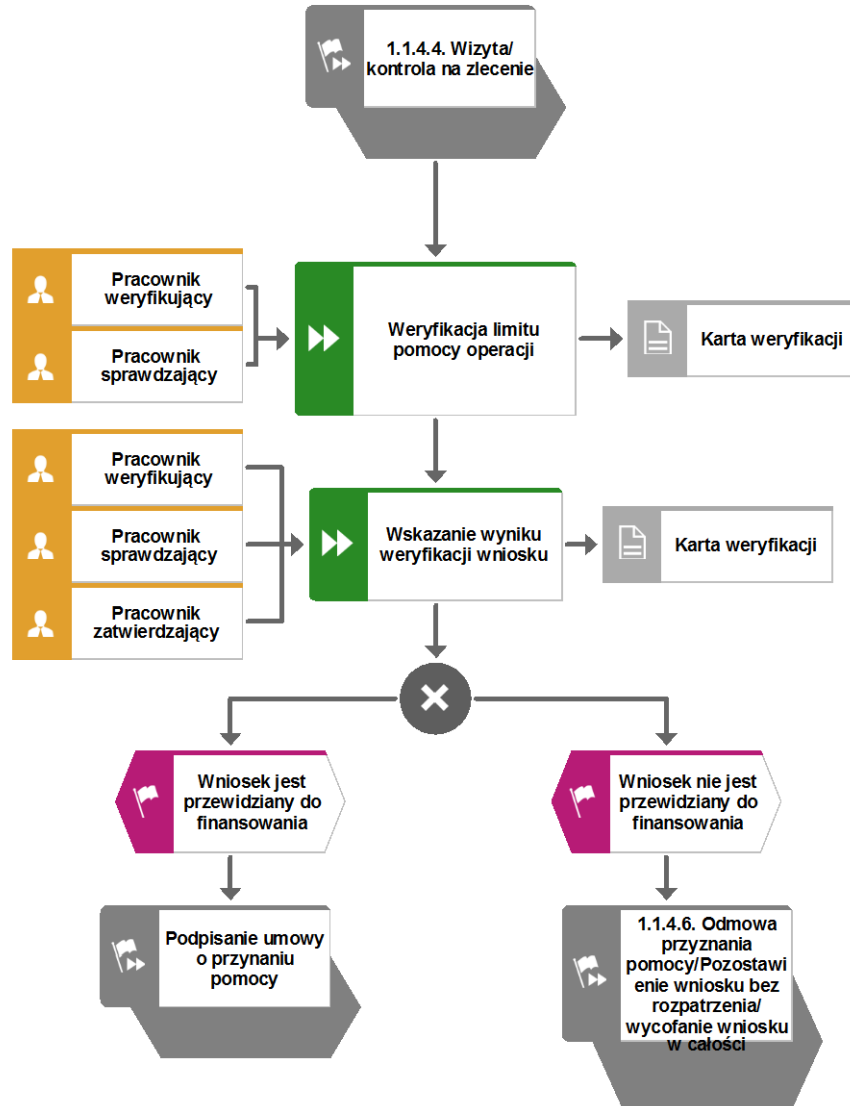 1.1.4.4. Wizyta/
kontrola na zlecenie
Pracownik
weryfikujący
Pracownik
sprawdzający
Weryfikacja limitu
pomocy operacji
Karta weryfikacji
Pracownik
weryfikujący
Pracownik
sprawdzający
Pracownik
zatwierdzający
Wskazanie wyniku
weryfikacji wniosku
Karta weryfikacji
Wniosek jest
przewidziany do
finansowania
Wniosek nie jest
przewidziany do
finansowania
Podpisanie umowy
o przynaniu
pomocy
1.1.4.6. Odmowa
przyznania
pomocy/Pozostawi
enie wniosku bez
rozpatrzenia/
wycofanie wniosku
w całości